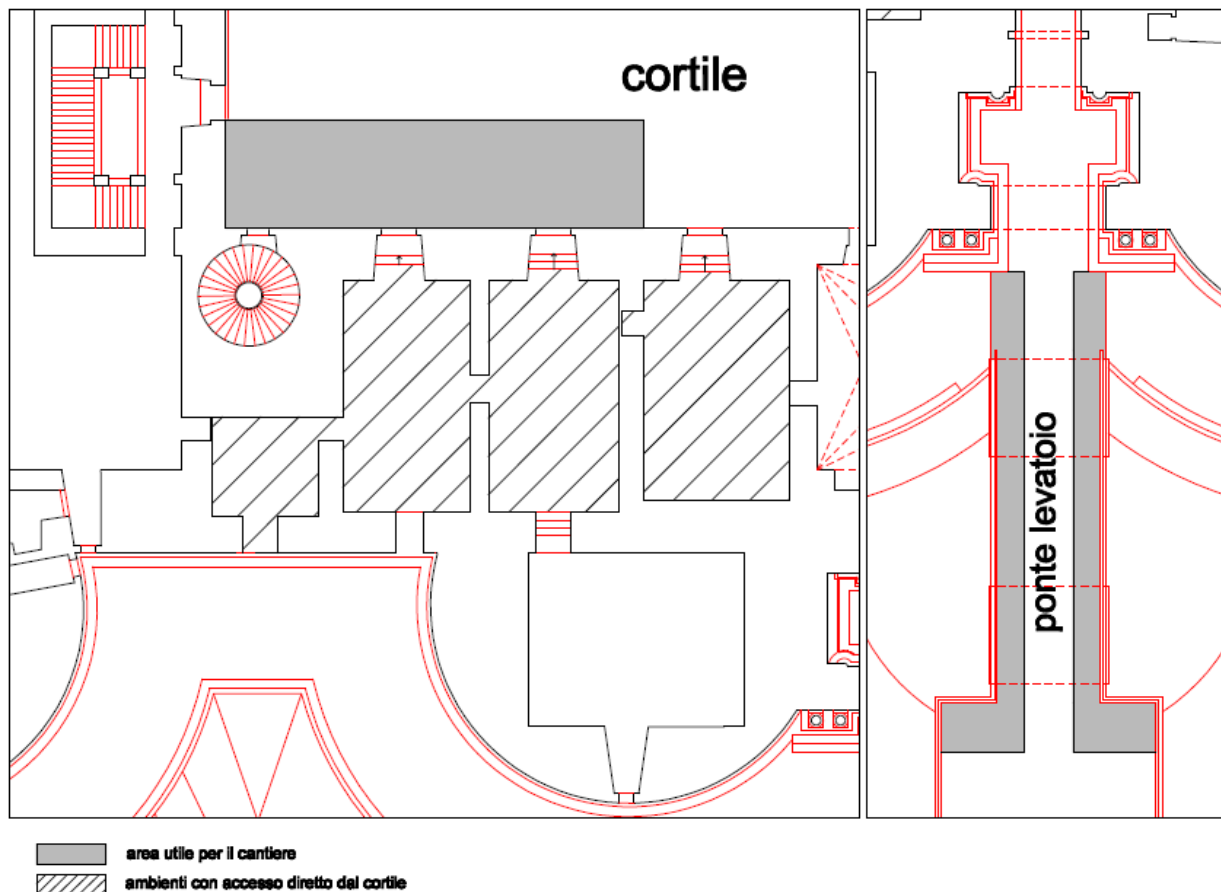 cortile
ponte levatoio
area utile per il cantiere
ambienti con accesso diretto dal cortile